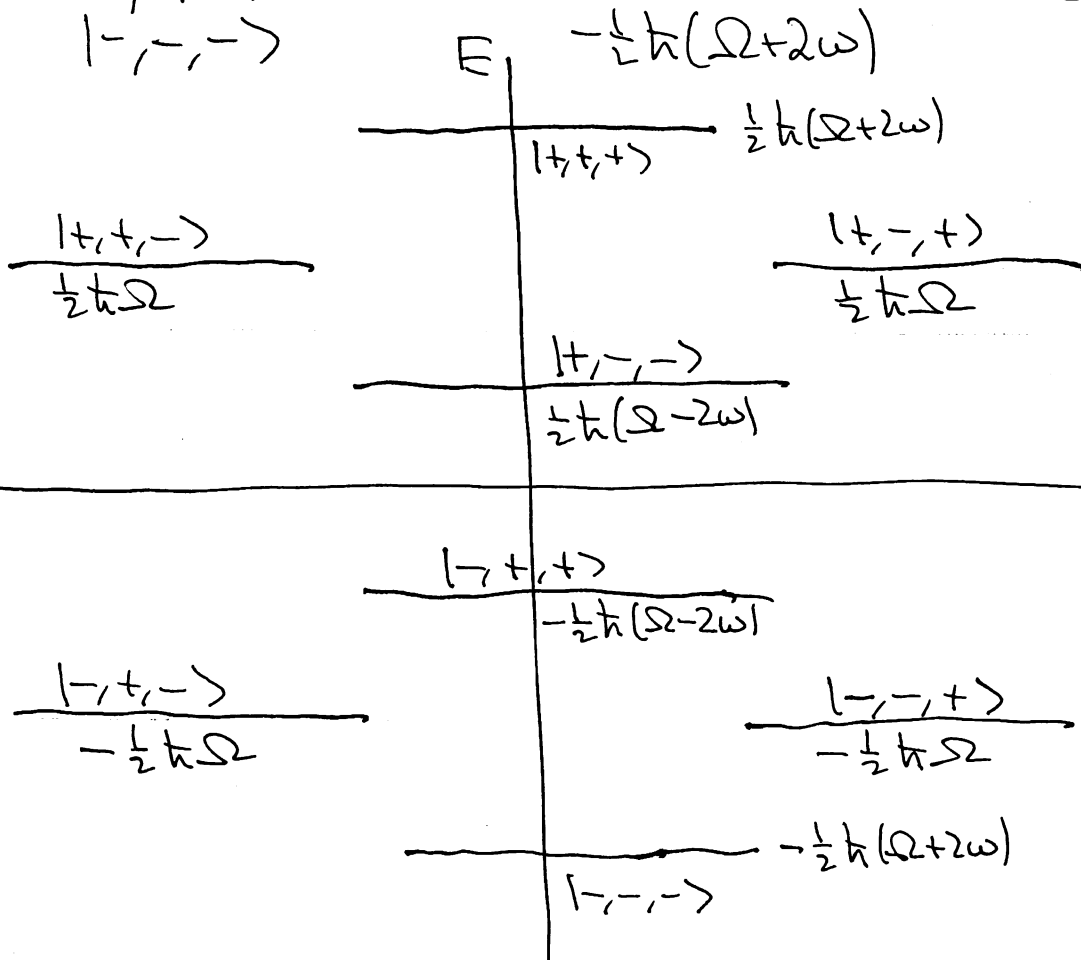 |-,-,-> -½ħ(Ω+2ω)
E
½ħ(Ω+2ω)
|+,+,+>
|+,+,-> |+,-,+>
½ħΩ ½ħΩ
|+,-,->
½ħ(Ω-2ω)
|-,+,+>
-½ħ(Ω-2ω)
|-,+,-> |-,-,+>
-½ħΩ -½ħΩ
-½ħ(Ω+2ω)
|-,-,->